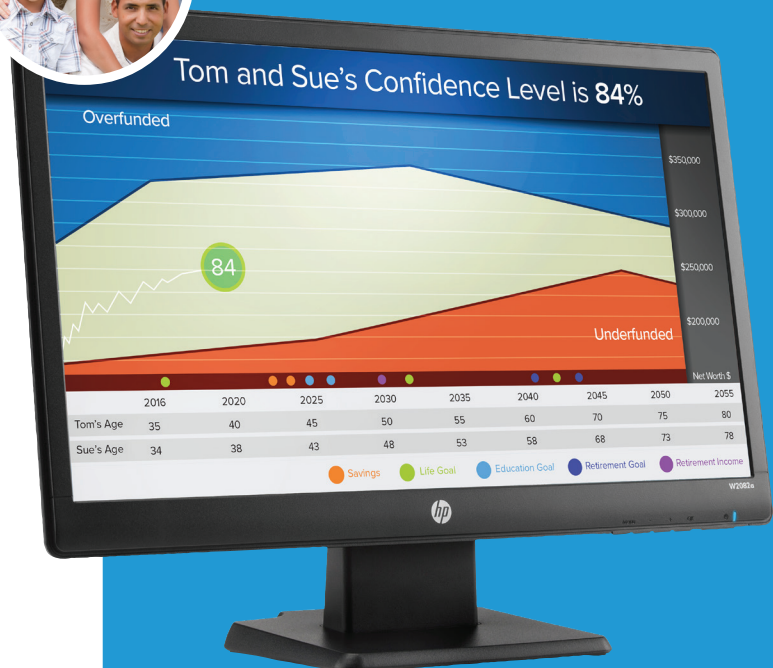 Tom and Sue's Confidence Level is 84%
Overfunded
$350,000
$300,000
84
$250,000
$200,000
Underfunded
Net Worth $
2016 2020 2025 2030 2035 2040 2045 2050 2055
Tom's Age 35 40 45 50 55 60 70 75 80
Sue's Age 34 38 43 48 53 58 68 73 78
Savings Life Goal Education Goal Retirement Goal Retirement Income
W2082a
hp